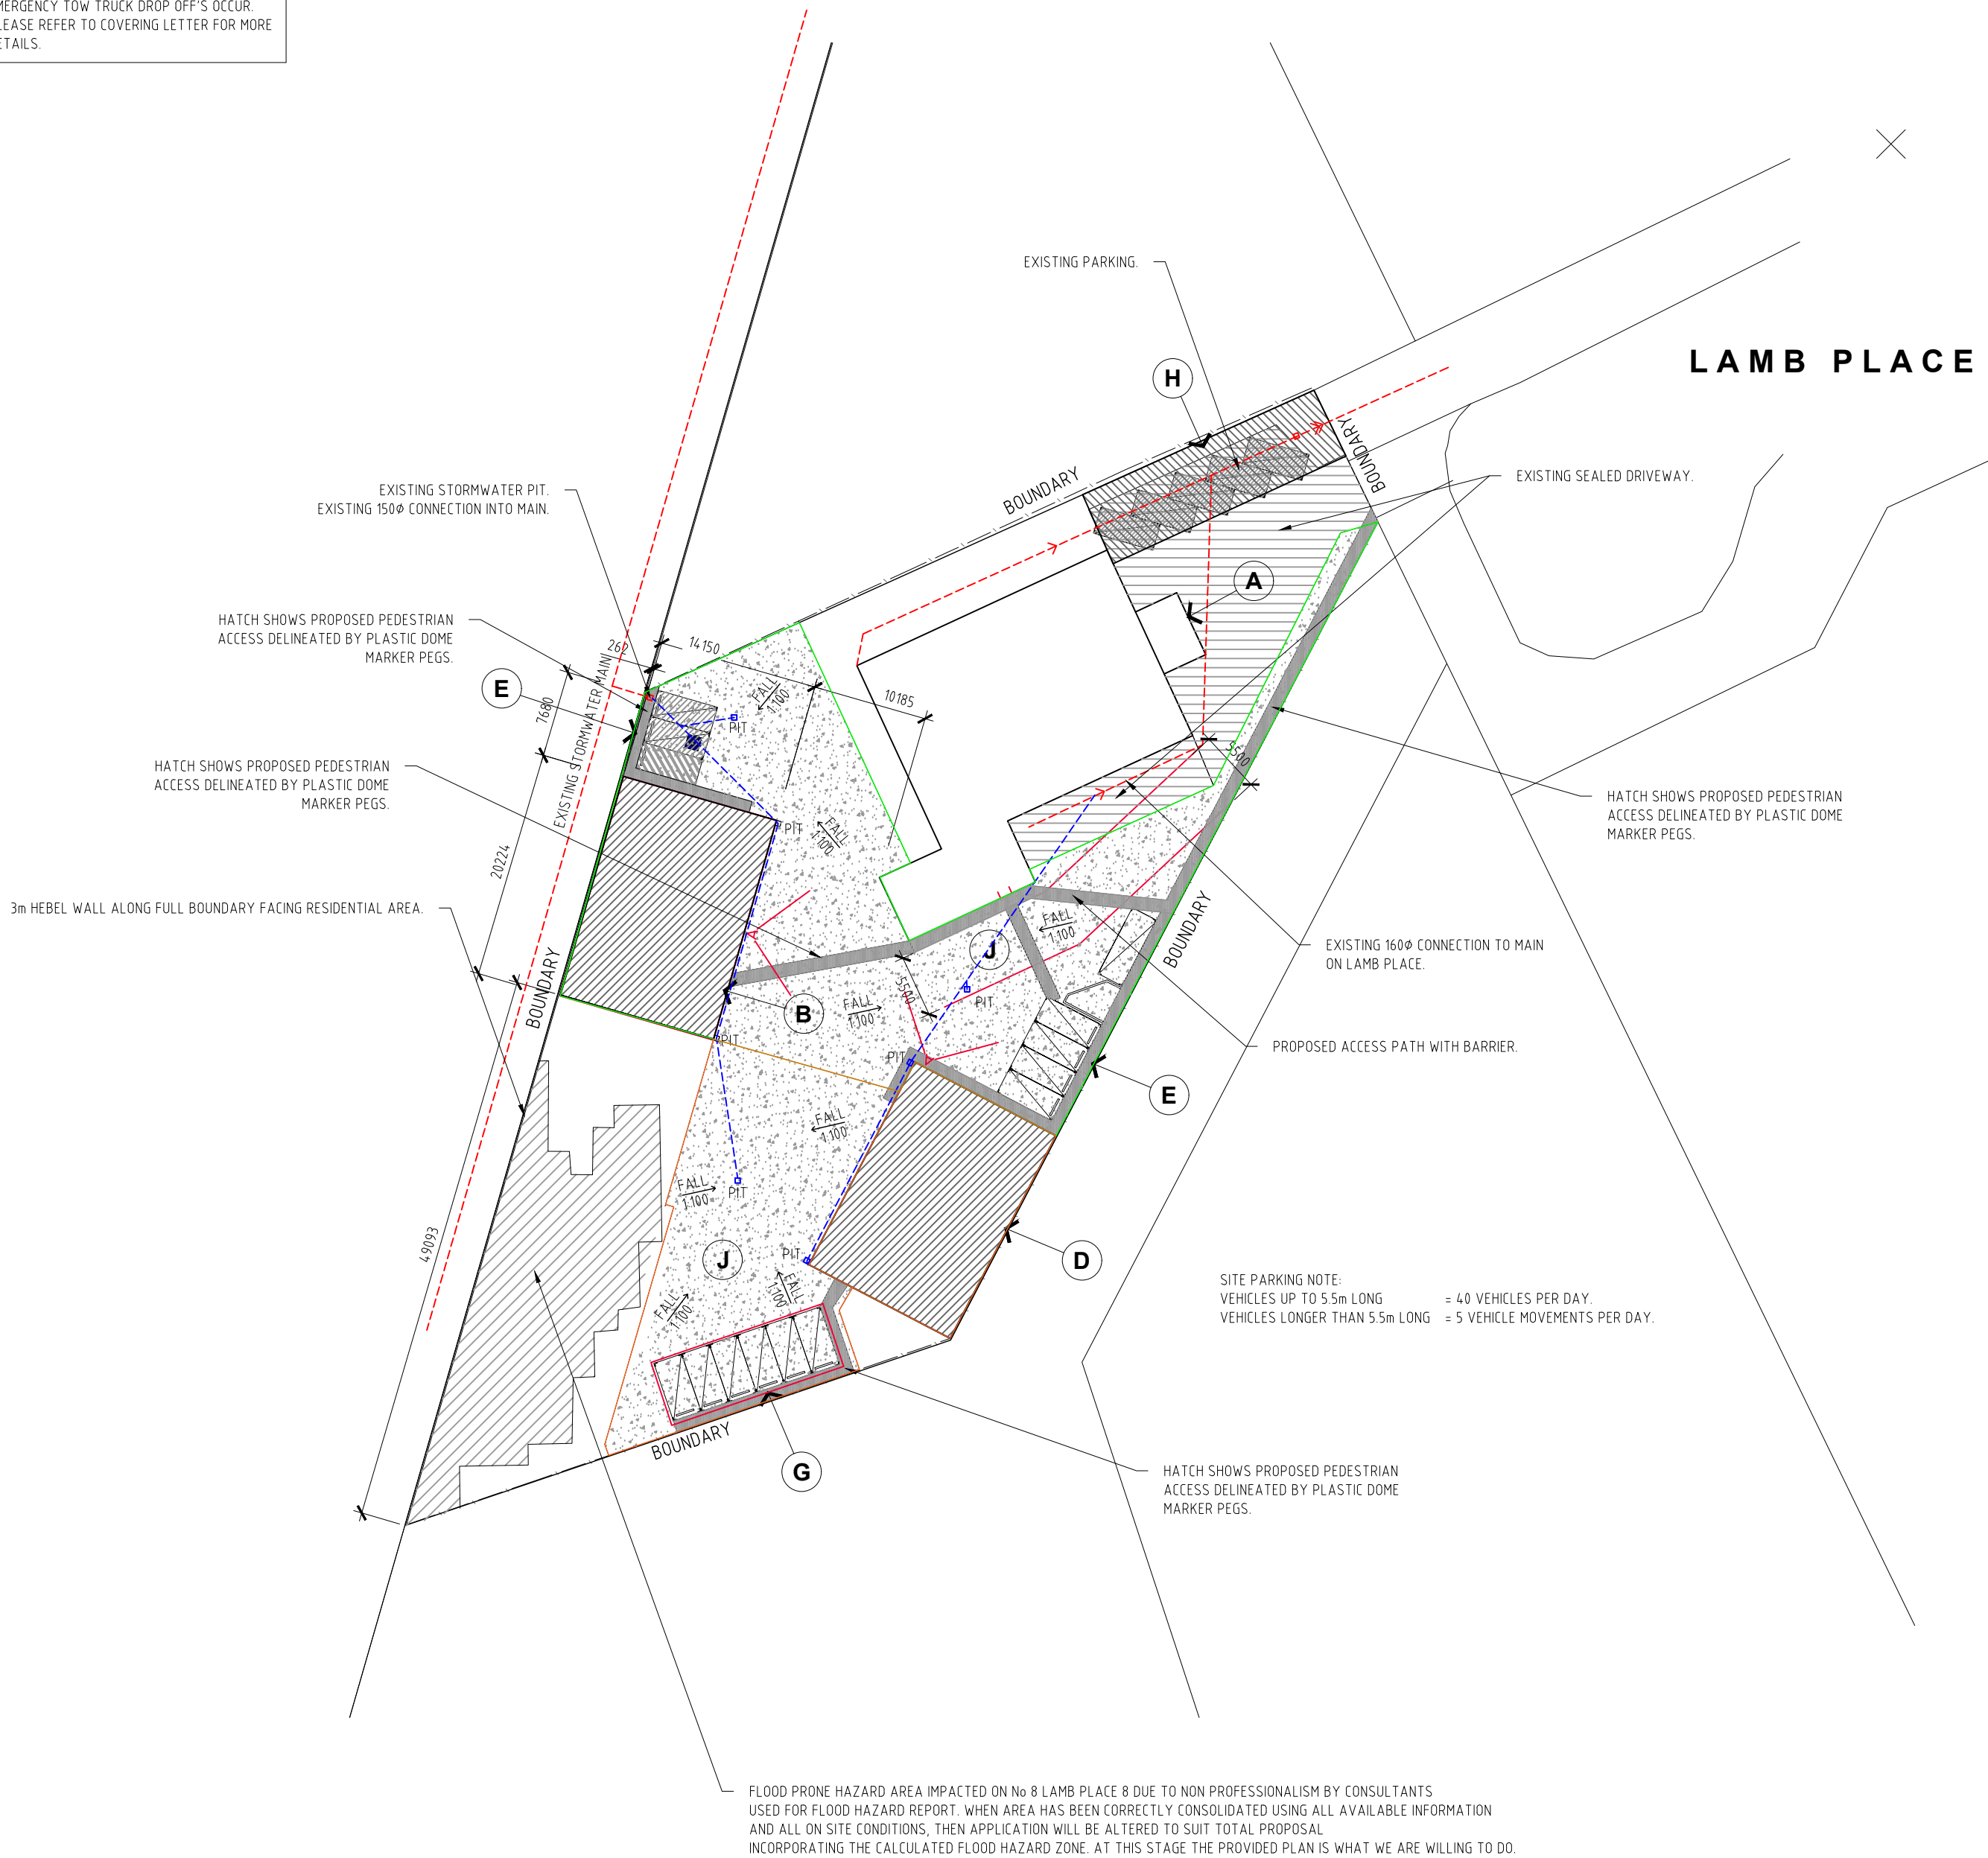 MERGENCY TOW TRUCK DROP OFF'S OCCUR.
LEASE REFER TO COVERING LETTER FOR MORE
ETAILS.
EXISTING PARKING.
LAMB PLACE
H
BOUNDARY
BOUNDARY
EXISTING SEALED DRIVEWAY.
EXISTING STORMWATER PIT.
EXISTING 150Ø CONNECTION INTO MAIN.
A
HATCH SHOWS PROPOSED PEDESTRIAN
ACCESS DELINEATED BY PLASTIC DOME
MARKER PEGS.
262
14150
10185
E
7680
EXISTING STORMWATER MAIN
FALL
1:100
PIT
5500
HATCH SHOWS PROPOSED PEDESTRIAN
ACCESS DELINEATED BY PLASTIC DOME
MARKER PEGS.
HATCH SHOWS PROPOSED PEDESTRIAN
ACCESS DELINEATED BY PLASTIC DOME
MARKER PEGS.
PIT
FALL
1:100
20224
3m HEBEL WALL ALONG FULL BOUNDARY FACING RESIDENTIAL AREA.
BOUNDARY
BOUNDARY
FALL
1:100
J
EXISTING 160Ø CONNECTION TO MAIN
ON LAMB PLACE.
5500
B
FALL
1:100
PIT
PIT
PIT
PROPOSED ACCESS PATH WITH BARRIER.
E
FALL
1:100
FALL
1:100
PIT
49093
J
PIT
D
FALL
1:100
FALL
1:100
SITE PARKING NOTE:
VEHICLES UP TO 5.5m LONG = 40 VEHICLES PER DAY.
VEHICLES LONGER THAN 5.5m LONG = 5 VEHICLE MOVEMENTS PER DAY.
BOUNDARY
G
HATCH SHOWS PROPOSED PEDESTRIAN
ACCESS DELINEATED BY PLASTIC DOME
MARKER PEGS.
FLOOD PRONE HAZARD AREA IMPACTED ON No 8 LAMB PLACE 8 DUE TO NON PROFESSIONALISM BY CONSULTANTS
USED FOR FLOOD HAZARD REPORT. WHEN AREA HAS BEEN CORRECTLY CONSOLIDATED USING ALL AVAILABLE INFORMATION
AND ALL ON SITE CONDITIONS, THEN APPLICATION WILL BE ALTERED TO SUIT TOTAL PROPOSAL
INCORPORATING THE CALCULATED FLOOD HAZARD ZONE. AT THIS STAGE THE PROVIDED PLAN IS WHAT WE ARE WILLING TO DO.